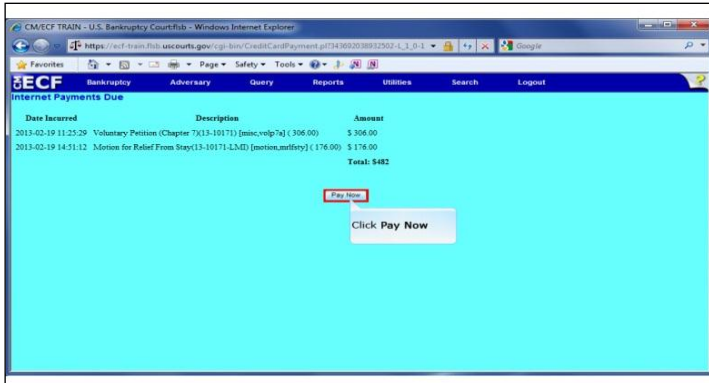 CM/ECF TRAIN - U.S. Bankruptcy Court:flsb - Windows Internet Explorer
https://ecf-train.flsb.uscourts.gov/cgi-bin/CreditCardPayment.pl?343692038932502-L_1_0-1
Google
Favorites Page Safety Tools
ECF Bankruptcy Adversary Query Reports Utilities Search Logout ?
Internet Payments Due
Date Incurred Description Amount
2013-02-19 11:25:29 Voluntary Petition (Chapter 7)(13-10171) [misc,volp7a] ( 306.00) $ 306.00
2013-02-19 14:51:12 Motion for Relief From Stay(13-10171-LMI) [motion,mrlfsty] ( 176.00) $ 176.00
Total: $482
Pay Now
Click Pay Now